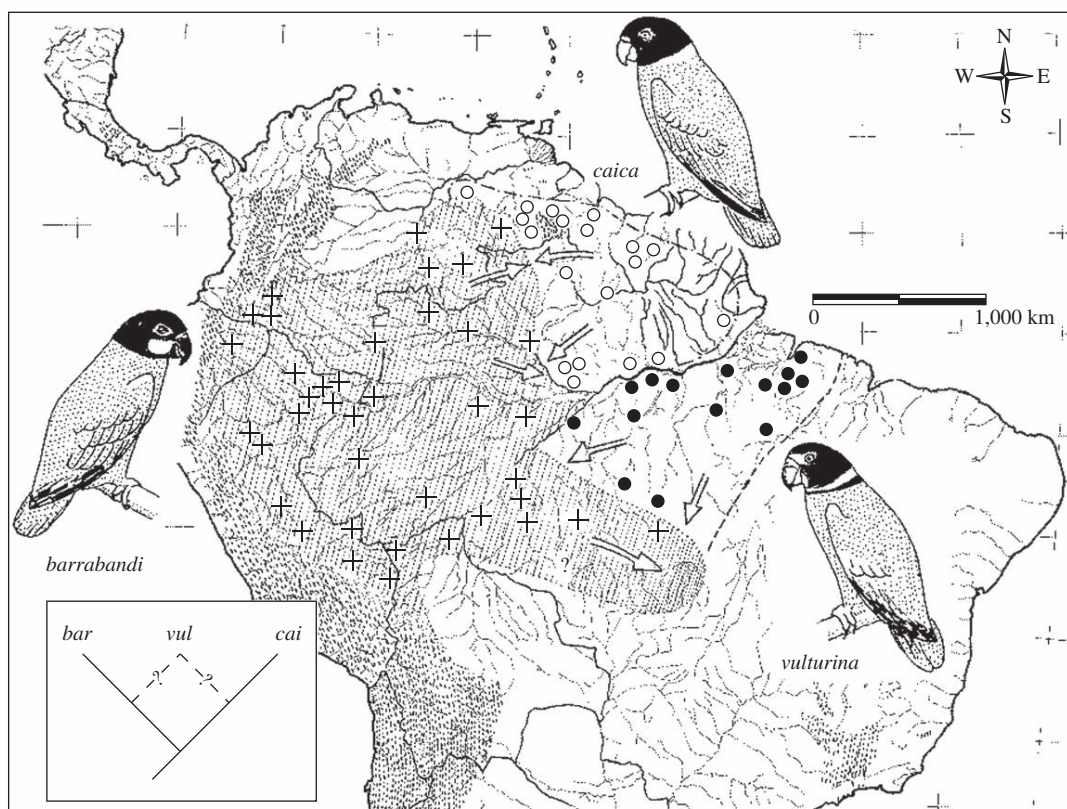 N
W E
S
caica
0 1,000 km
barrabandi
?
vulturina
bar vul cai
? ?